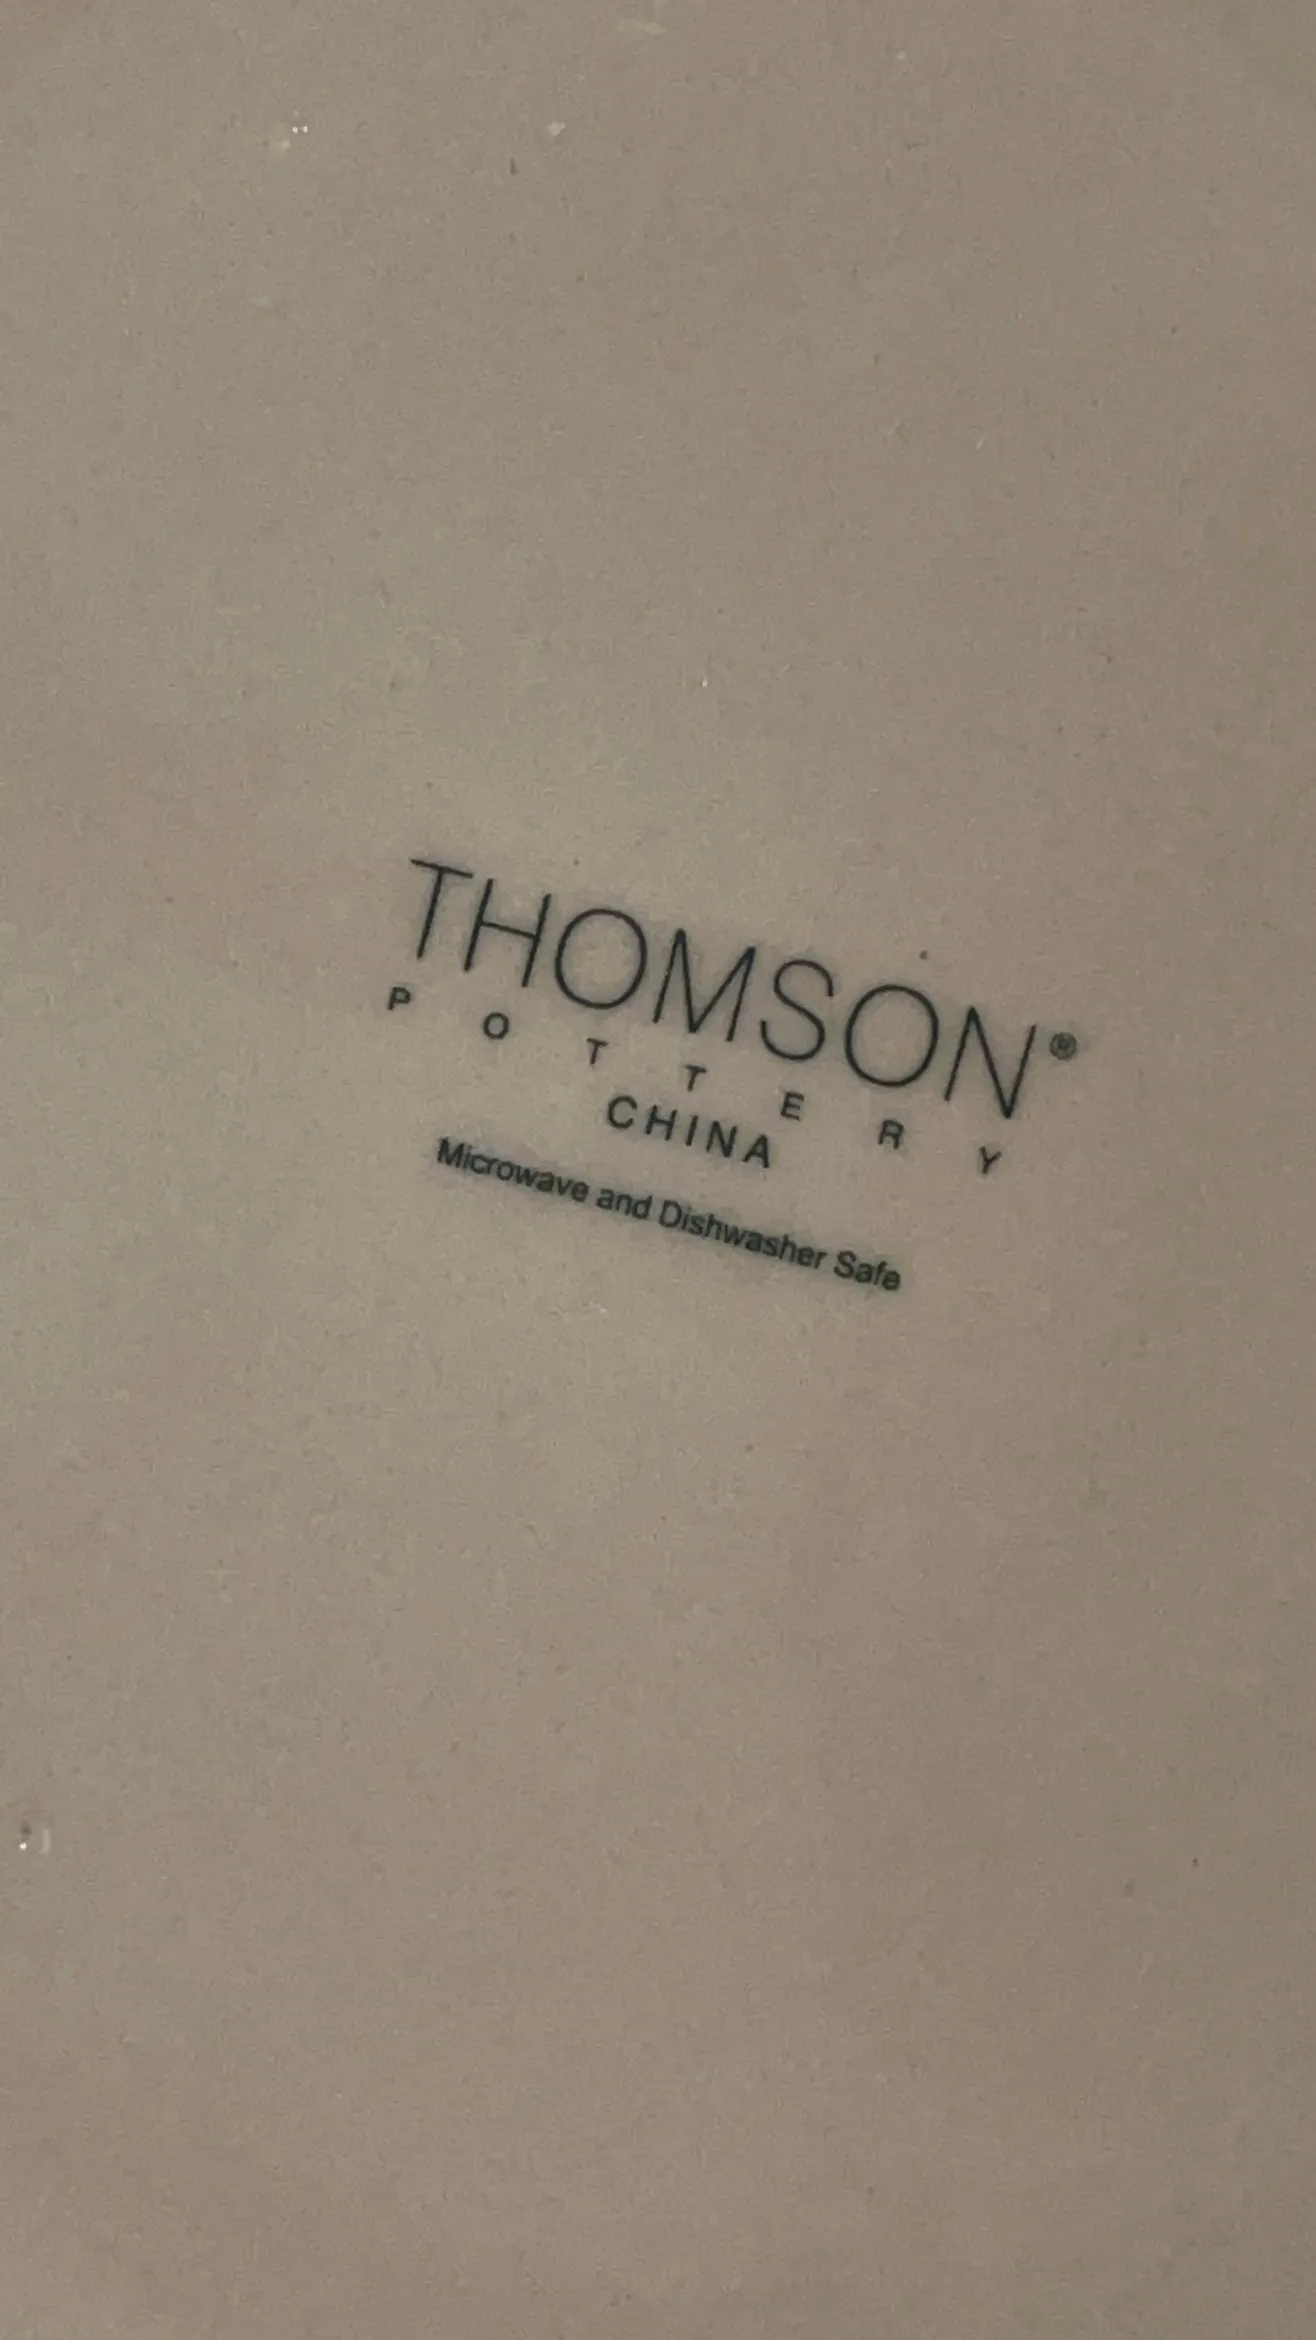 THOMSON®
POTTERY
CHINA
Microwave and Dishwasher Safe